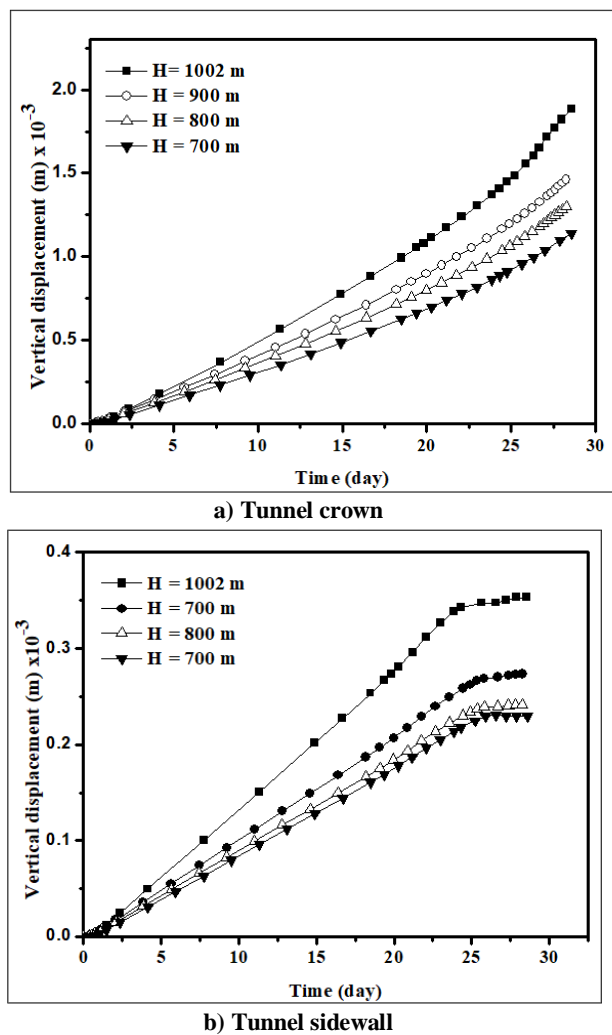 Vertical displacement (m) x 10⁻³
H= 1002 m
H = 900 m
H = 800 m
H = 700 m
2.0
1.5
1.0
0.5
0.0
0 5 10 15 20 25 30
Time (day)
a) Tunnel crown
Vertical displacement (m) x10⁻³
H = 1002 m
H = 700 m
H = 800 m
H = 700 m
0.4
0.3
0.2
0.1
0.0
0 5 10 15 20 25 30
Time (day)
b) Tunnel sidewall